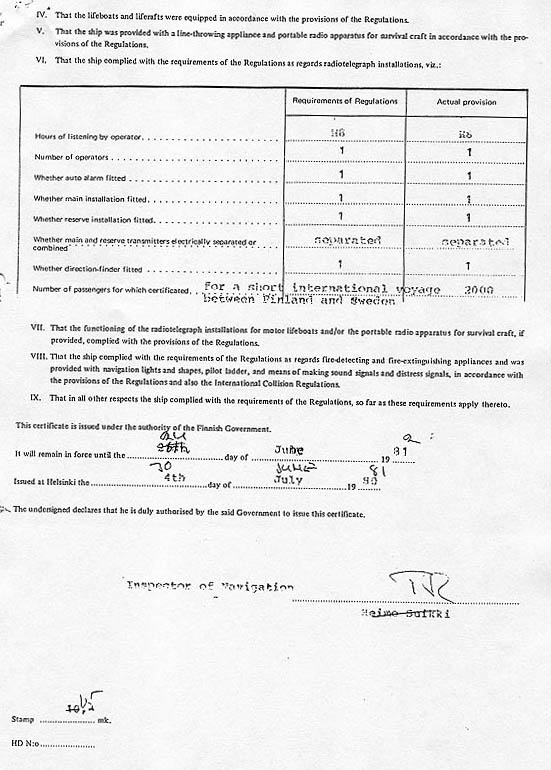 IV.* That the lifeboats and liferafts were equipped in accordance with the provisions of the Regulations.
V. That the ship was provided with a line-throwing appliance and portable radio apparatus for survival craft in accordance with the pro-
visions of the Regulations.
VI. That the ship complied with the requirements of the Regulations as regards radiotelegraph installations, viz.:
Requirements of Regulations Actual provision
Hours of listening by operator. H8 H8
Number of operators 1 1
Whether auto alarm fitted 1 1
Whether main installation fitted. 1 1
Whether reserve installation fitted. 1 1
Whether main and reserve transmitters electrically separated or
combined separated separated
Whether direction-finder fitted 1 1
Number of passengers for which certificated. For a short international voyage 2000
between Finland and Sweden
VII. That the functioning of the radiotelegraph installations for motor lifeboats and/or the portable radio apparatus for survival craft, if
provided, complied with the provisions of the Regulations.
VIII. That the ship complied with the requirements of the Regulations as regards fire-detecting and fire-extinguishing appliances and was
provided with navigation lights and shapes, pilot ladder, and means of making sound signals and distress signals, in accordance with
the provisions of the Regulations and also the International Collision Regulations.
IX. That in all other respects the ship complied with the requirements of the Regulations, so far as these requirements apply thereto.
This certificate is issued under the authority of the Finnish Government.
2
It will remain in force until the day of June 19 81
30 June 81
Issued at Helsinki the 4th day of July 19 80
The undersigned declares that he is duly authorised by the said Government to issue this certificate.
Inspector of Navigation
Heimo Sulkki
Stamp mk.
HD N:o